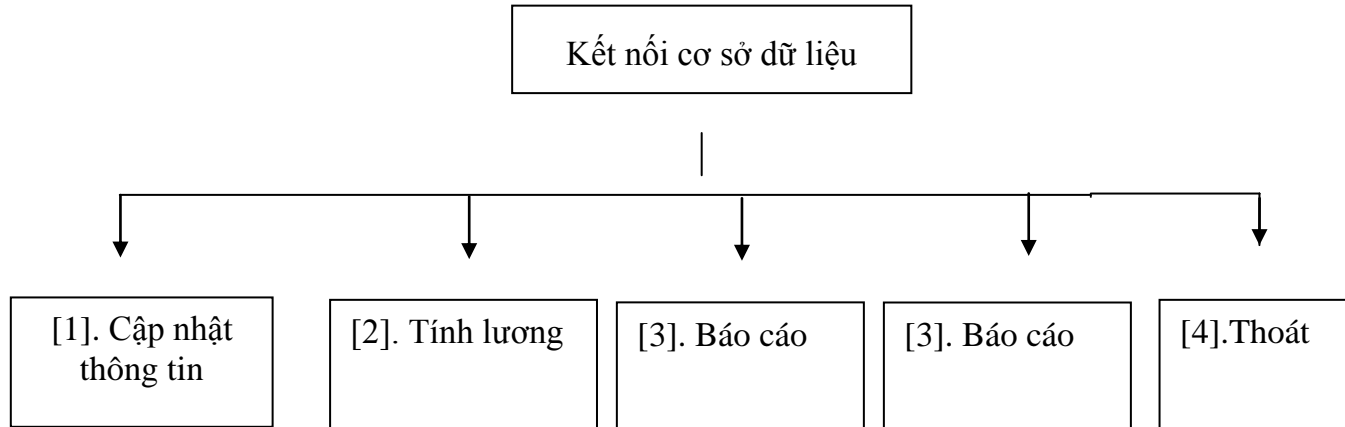 Kết nối cơ sở dữ liệu
[1]. Cập nhật
thông tin
[2]. Tính lương
[3]. Báo cáo
[3]. Báo cáo
[4].Thoát